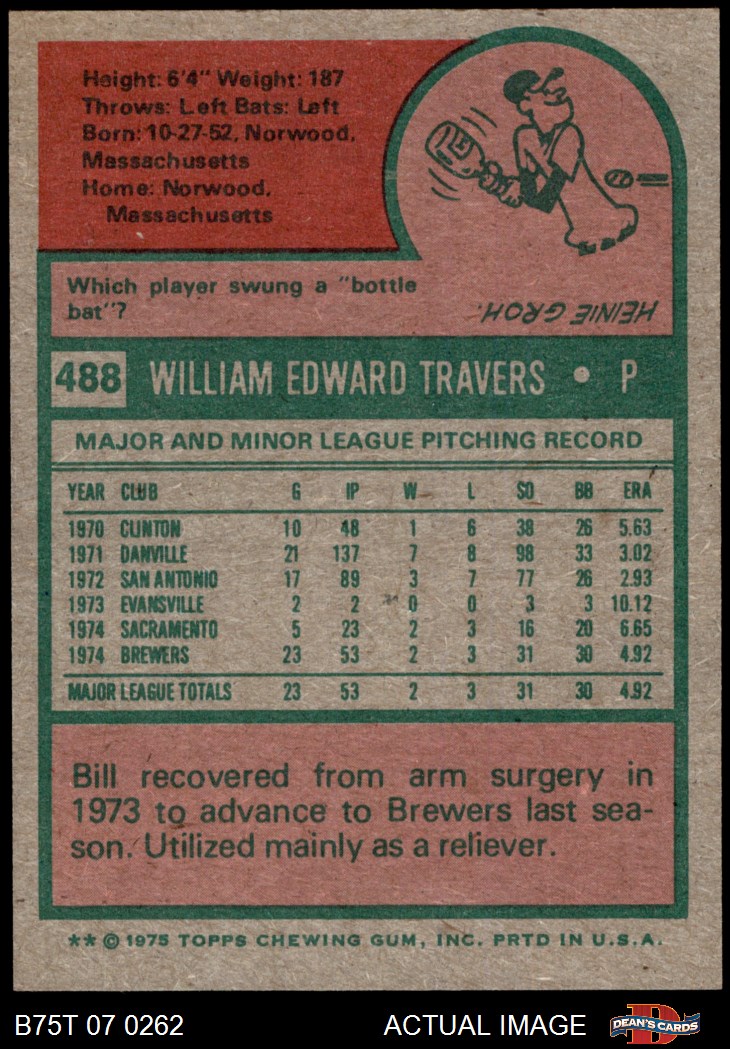 Height: 6'4" Weight: 187
Throws: Left Bats: Left
Born: 10-27-52, Norwood,
Massachusetts
Home: Norwood,
Massachusetts
Which player swung a "bottle
bat"?
HEINIE GROH.
488 WILLIAM EDWARD TRAVERS • P
MAJOR AND MINOR LEAGUE PITCHING RECORD
YEAR CLUB G IP W L SO BB ERA
1970 CLINTON 10 48 1 6 38 26 5.63
1971 DANVILLE 21 137 7 8 98 33 3.02
1972 SAN ANTONIO 17 89 3 7 77 26 2.93
1973 EVANSVILLE 2 2 0 0 3 3 10.12
1974 SACRAMENTO 5 23 2 3 16 20 6.65
1974 BREWERS 23 53 2 3 31 30 4.92
MAJOR LEAGUE TOTALS 23 53 2 3 31 30 4.92
Bill recovered from arm surgery in
1973 to advance to Brewers last sea-
son. Utilized mainly as a reliever.
** © 1975 TOPPS CHEWING GUM, INC. PRTD IN U.S.A.
B75T 07 0262 ACTUAL IMAGE DEAN'S CARDS